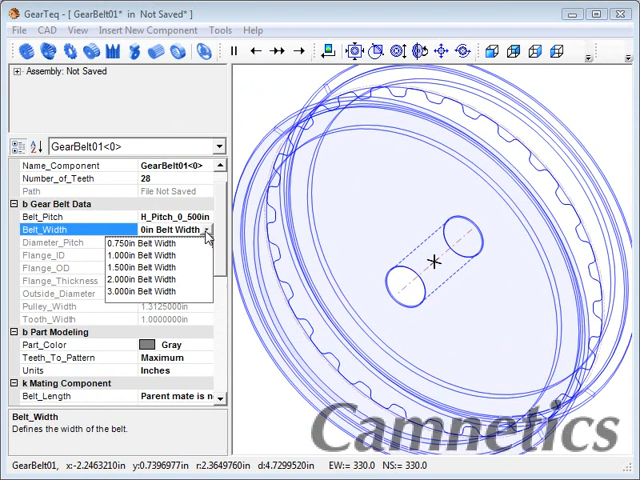 GearTeq - [ GearBelt01*  in  Not Saved* ]
File CAD View Insert New Component Tools Help
Assembly: Not Saved
GearBelt01<0>
Name_Component GearBelt01<0>
Number_of_Teeth 28
Path File Not Saved
b Gear Belt Data
Belt_Pitch H_Pitch_0_500in
Belt_Width 0in Belt Width
Diameter_Pitch 0.750in Belt Width
Flange_ID 1.000in Belt Width
Flange_OD 1.500in Belt Width
Flange_Thickness 2.000in Belt Width
Outside_Diameter 3.000in Belt Width
Pulley_Width 1.3125000in
Tooth_Width 1.0000000in
b Part Modeling
Part_Color Gray
Teeth_To_Pattern Maximum
Units Inches
k Mating Component
Belt_Length Parent mate is n
Belt_Width
Defines the width of the belt.
Camnetics
GearBelt01, x:-2.2463210in y:0.7396977in r:2.3649760in d:4.7299520in EW:= 330.0 NS:= 330.0